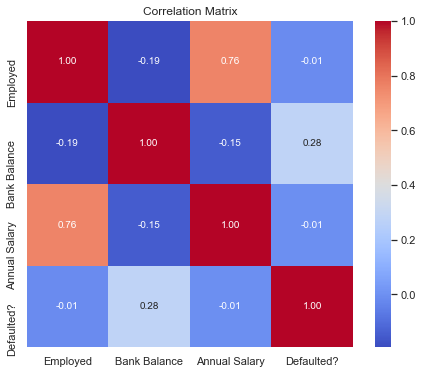 Correlation Matrix
Employed
1.00
-0.19
0.76
-0.01
Bank Balance
-0.19
1.00
-0.15
0.28
Annual Salary
0.76
-0.15
1.00
-0.01
Defaulted?
-0.01
0.28
-0.01
1.00
Employed
Bank Balance
Annual Salary
Defaulted?
1.0
0.8
0.6
0.4
0.2
0.0